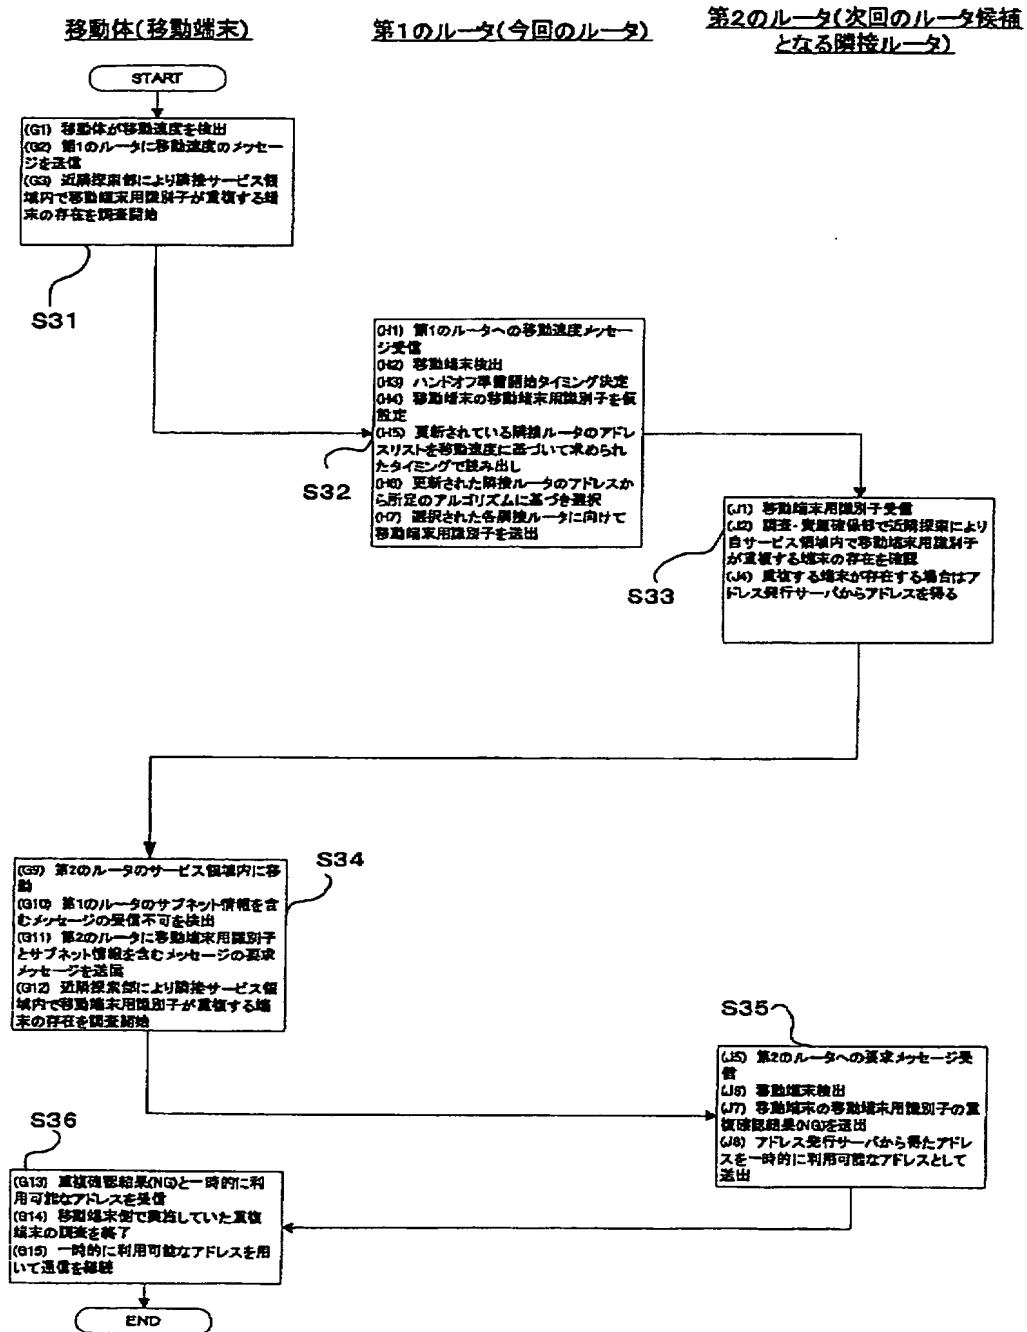 移動体(移動端末)
第1のルータ(今回のルータ)
第2のルータ(次回のルータ候補
となる隣接ルータ)
START
(G1) 移動体が移動速度を検出
(G2) 第1のルータに移動速度のメッセー
ジを送信
(G3) 近隣探索部により隣接サービス領
域内で移動端末用識別子が重複する端
末の存在を調査開始
S31
(H1) 第1のルータへの移動速度メッセー
ジ受信
(H2) 移動端末検出
(H3) ハンドオフ準備開始タイミング決定
(H4) 移動端末の移動端末用識別子を仮
設定
(H5) 更新されている隣接ルータのアドレ
スリストを移動速度に基づいて求められ
たタイミングで読み出し
(H6) 更新された隣接ルータのアドレス
から所定のアルゴリズムに基づき選択
(H7) 選択された各隣接ルータに向けて
移動端末用識別子を送出
S32
(J1) 移動端末用識別子受信
(J2) 調査・資源確保部で近隣探索により
自サービス領域内で移動端末用識別子
が重複する端末の存在を確認
(J4) 重複する端末が存在する場合はア
ドレス発行サーバからアドレスを得る
S33
(G9) 第2のルータのサービス領域内に移
動
(G10) 第1のルータのサブネット情報を含
むメッセージの受信不可を検出
(G11) 第2のルータに移動端末用識別子
とサブネット情報を含むメッセージの要求
メッセージを送信
(G12) 近隣探索部により隣接サービス領
域内で移動端末用識別子が重複する端
末の存在を調査開始
S34
S35
(J5) 第2のルータへの要求メッセージ受
信
(J6) 移動端末検出
(J7) 移動端末の移動端末用識別子の重
複確認結果(NG)を送出
(J8) アドレス発行サーバから得たアドレ
スを一時的に利用可能なアドレスとして
送出
S36
(G13) 重複確認結果(NG)と一時的に利
用可能なアドレスを受信
(G14) 移動端末側で実施していた重複
端末の調査を終了
(G15) 一時的に利用可能なアドレスを用
いて通信を継続
END